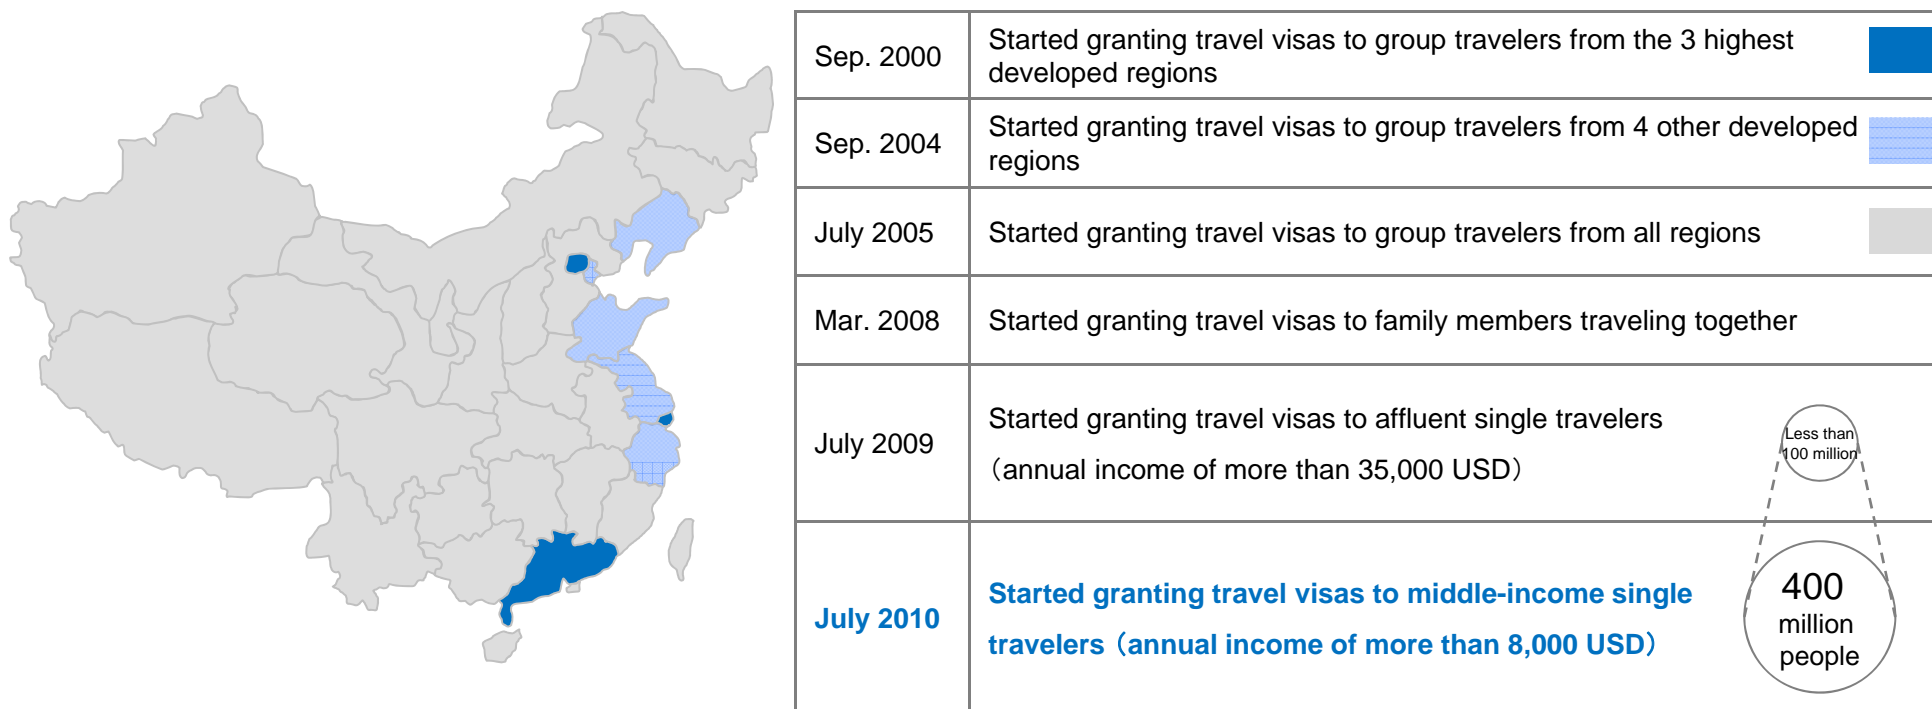 Sep. 2000
Started granting travel visas to group travelers from the 3 highest
developed regions
Sep. 2004
Started granting travel visas to group travelers from 4 other developed
regions
July 2005
Started granting travel visas to group travelers from all regions
Mar. 2008
Started granting travel visas to family members traveling together
July 2009
Started granting travel visas to affluent single travelers
（annual income of more than 35,000 USD）
Less than
100 million
July 2010
Started granting travel visas to middle-income single
travelers（annual income of more than 8,000 USD）
400
million
people